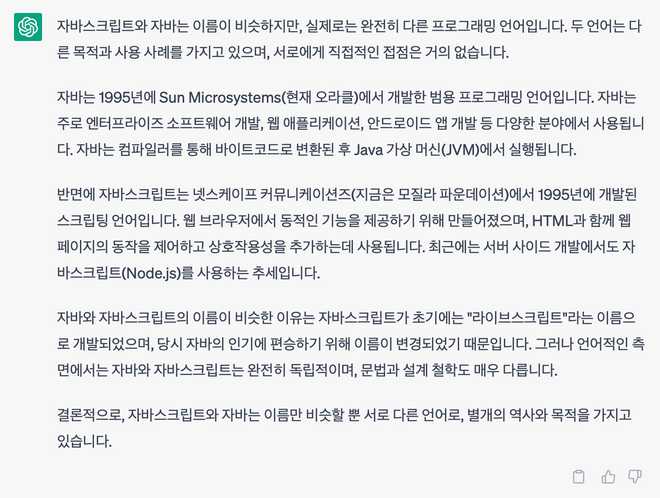 자바스크립트와 자바는 이름이 비슷하지만, 실제로는 완전히 다른 프로그래밍 언어입니다. 두 언어는 다
른 목적과 사용 사례를 가지고 있으며, 서로에게 직접적인 접점은 거의 없습니다.
자바는 1995년에 Sun Microsystems(현재 오라클)에서 개발한 범용 프로그래밍 언어입니다. 자바는
주로 엔터프라이즈 소프트웨어 개발, 웹 애플리케이션, 안드로이드 앱 개발 등 다양한 분야에서 사용됩니
다. 자바는 컴파일러를 통해 바이트코드로 변환된 후 Java 가상 머신(JVM)에서 실행됩니다.
반면에 자바스크립트는 넷스케이프 커뮤니케이션즈(지금은 모질라 파운데이션)에서 1995년에 개발된
스크립팅 언어입니다. 웹 브라우저에서 동적인 기능을 제공하기 위해 만들어졌으며, HTML과 함께 웹
페이지의 동작을 제어하고 상호작용성을 추가하는데 사용됩니다. 최근에는 서버 사이드 개발에서도 자
바스크립트(Node.js)를 사용하는 추세입니다.
자바와 자바스크립트의 이름이 비슷한 이유는 자바스크립트가 초기에는 "라이브스크립트"라는 이름으
로 개발되었으며, 당시 자바의 인기에 편승하기 위해 이름이 변경되었기 때문입니다. 그러나 언어적인 측
면에서는 자바와 자바스크립트는 완전히 독립적이며, 문법과 설계 철학도 매우 다릅니다.
결론적으로, 자바스크립트와 자바는 이름만 비슷할 뿐 서로 다른 언어로, 별개의 역사와 목적을 가지고
있습니다.